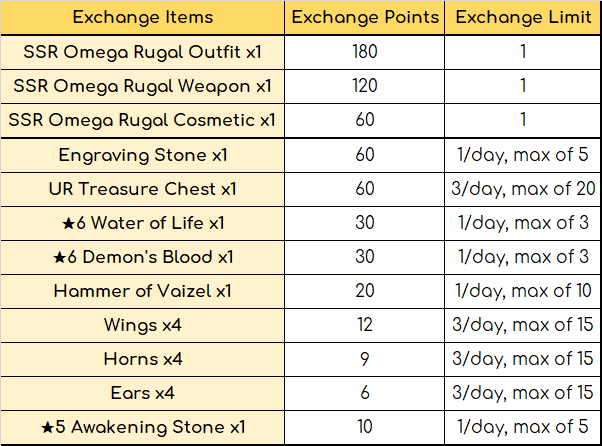 Exchange Items Exchange Points Exchange Limit
SSR Omega Rugal Outfit x1 180 1
SSR Omega Rugal Weapon x1 120 1
SSR Omega Rugal Cosmetic x1 60 1
Engraving Stone x1 60 1/day, max of 5
UR Treasure Chest x1 60 3/day, max of 20
★6 Water of Life x1 30 1/day, max of 3
★6 Demon's Blood x1 30 1/day, max of 3
Hammer of Vaizel x1 20 1/day, max of 10
Wings x4 12 3/day, max of 15
Horns x4 9 3/day, max of 15
Ears x4 6 3/day, max of 15
★5 Awakening Stone x1 10 1/day, max of 5